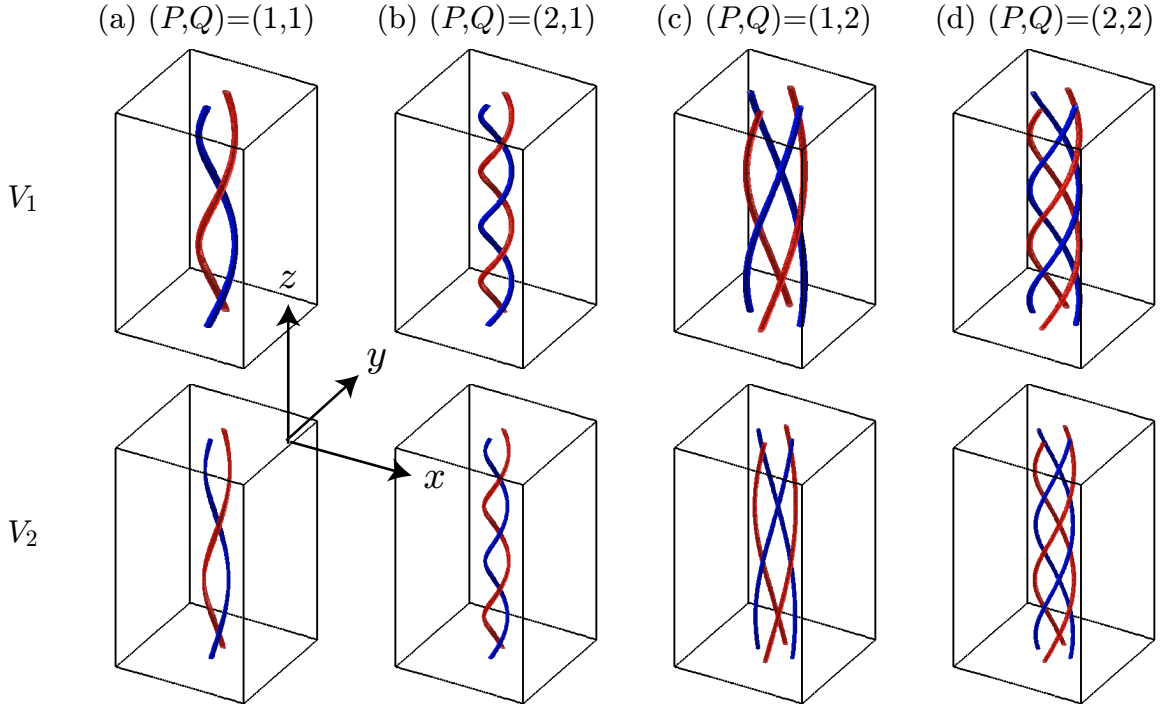 (a) (P,Q)=(1,1) (b) (P,Q)=(2,1) (c) (P,Q)=(1,2) (d) (P,Q)=(2,2)
V₁
z
y
x
V₂